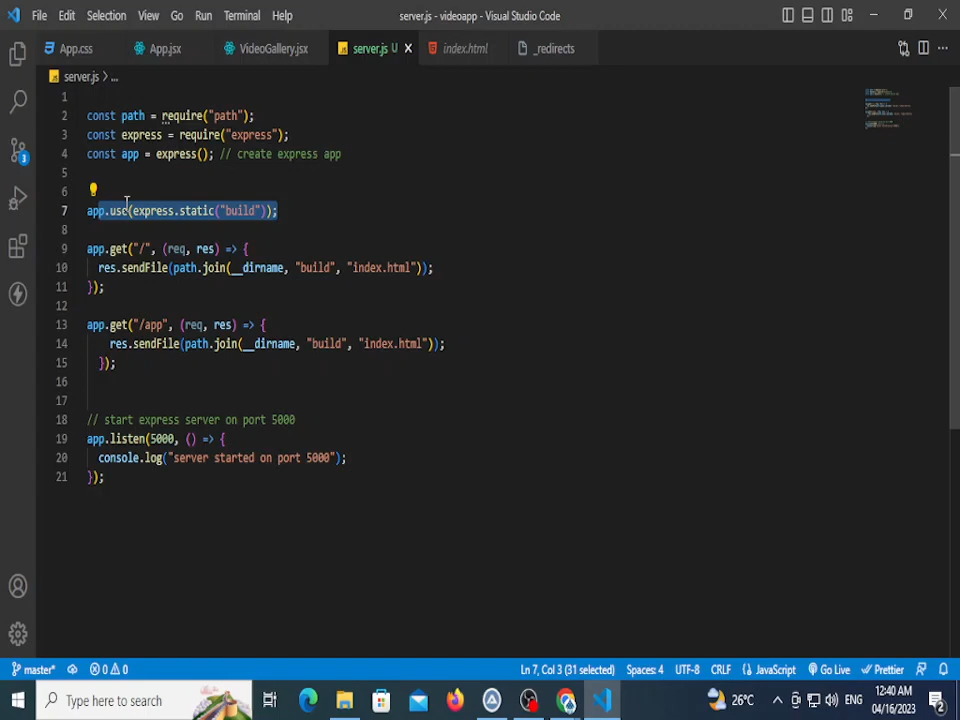 File Edit Selection View Go Run Terminal Help server.js - videoapp - Visual Studio Code
App.css App.jsx VideoGallery.jsx server.js U index.html _redirects
server.js > ...
1
2 const path = require("path");
3 const express = require("express");
4 const app = express(); // create express app
5
6
7 app.use(express.static("build"));
8
9 app.get("/", (req, res) => {
10 res.sendFile(path.join(__dirname, "build", "index.html"));
11 });
12
13 app.get("/app", (req, res) => {
14 res.sendFile(path.join(__dirname, "build", "index.html"));
15 });
16
17
18 // start express server on port 5000
19 app.listen(5000, () => {
20 console.log("server started on port 5000");
21 });
3
master* 0 0 Ln 7, Col 3 (31 selected) Spaces: 4 UTF-8 CRLF JavaScript Go Live Prettier
Type here to search 26°C ENG 12:40 AM
04/16/2023 2